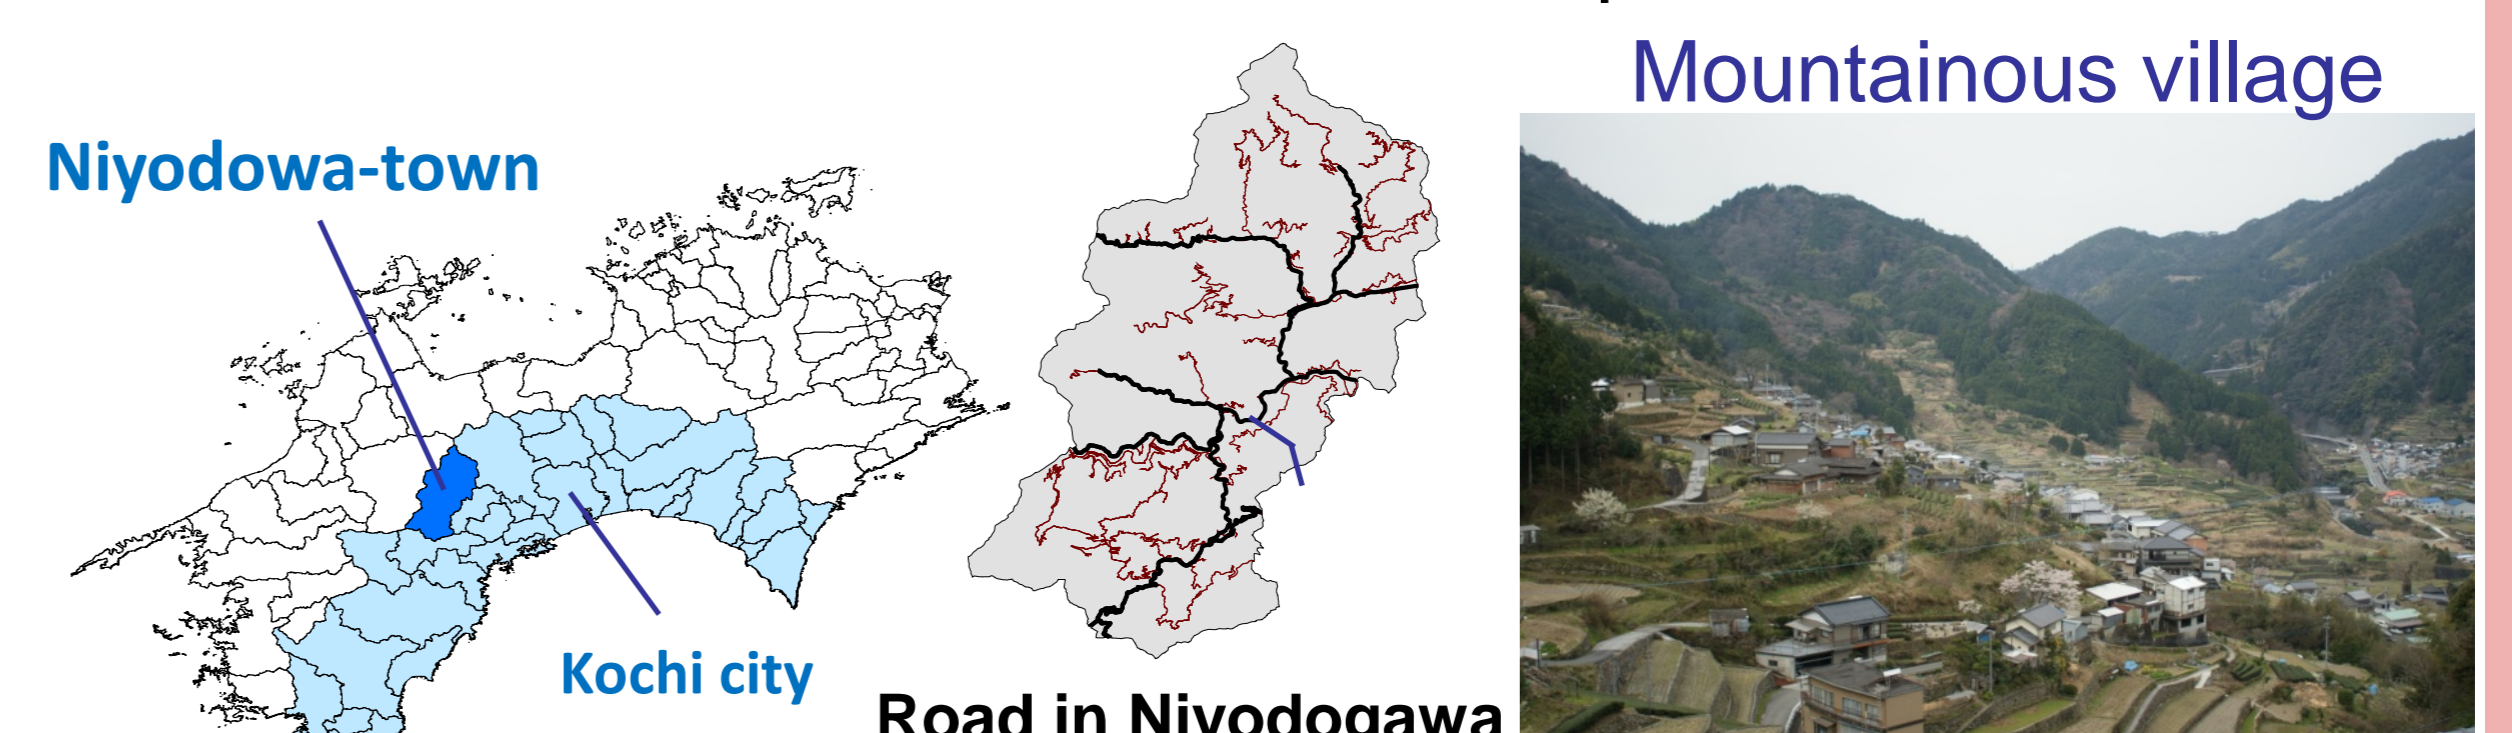 Mountainous village
Niyodowa-town
Kochi city
Road in Niyodogawa